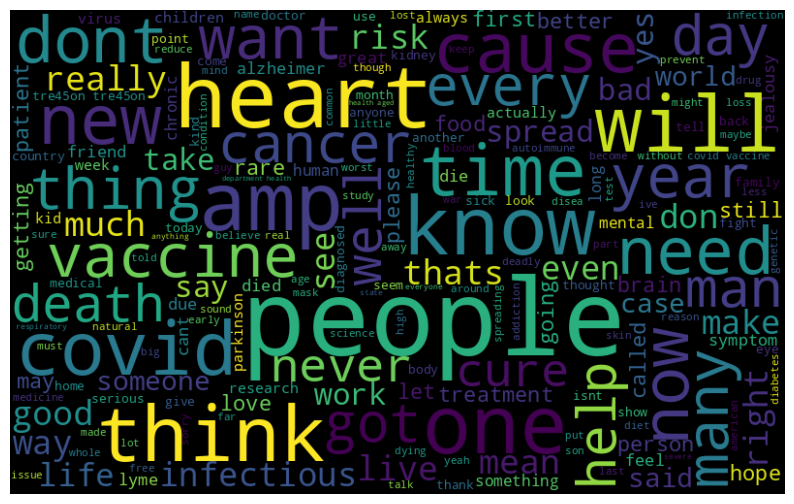 virus
children
name
doctor
use
lost
always
first
better
yes
infection
dont
point
reduce
want
come
mind
great
kidney
risk
keep
cause
day
though
prevent
drug
really
alzheimer
every
bad
world
might
loss
patient
tre45on tre45on
chronic
heart
month
health aged
anyone
common
little
actually
tell
back
maybe
jealousy
new
kind
condition
food
spread
will
country
friend
week
cancer
another
time
autoimmune
become
without
covid vaccine
thing
take
guy
rare
human
worst
healthy
blood
die
long
year
ive
test
family
less
getting
kid
much
department health
anything
ampl
study
well
please
war
sick
look
disea
know
mental
don
still
fight
part
sure
today
believe
real
see
diagnosed
away
vaccine
told
say
thats
deadly
even
thought
need
man
genetic
medical
died
age
mask
seem
everyone
around
state
going
brain
death
due
early
sound
case
make
natural
cant
parkinson
science
high
spreading
addiction
skin
reason
symptom
respiratory
must
big
people
called
eye
covid
never
body
cure
isnt
now
may
home
someone
research
let
treatment
show
right
diabetes
medicine
serious
give
love
work
help
diet
many
american
good
made
lot
sorry
far
think
got
one
put
son
person
severe
way
whole
dying
yeah
mean
feel
last
said
hope
issue
life
lyme
free
infectious
talk
live
thank
something